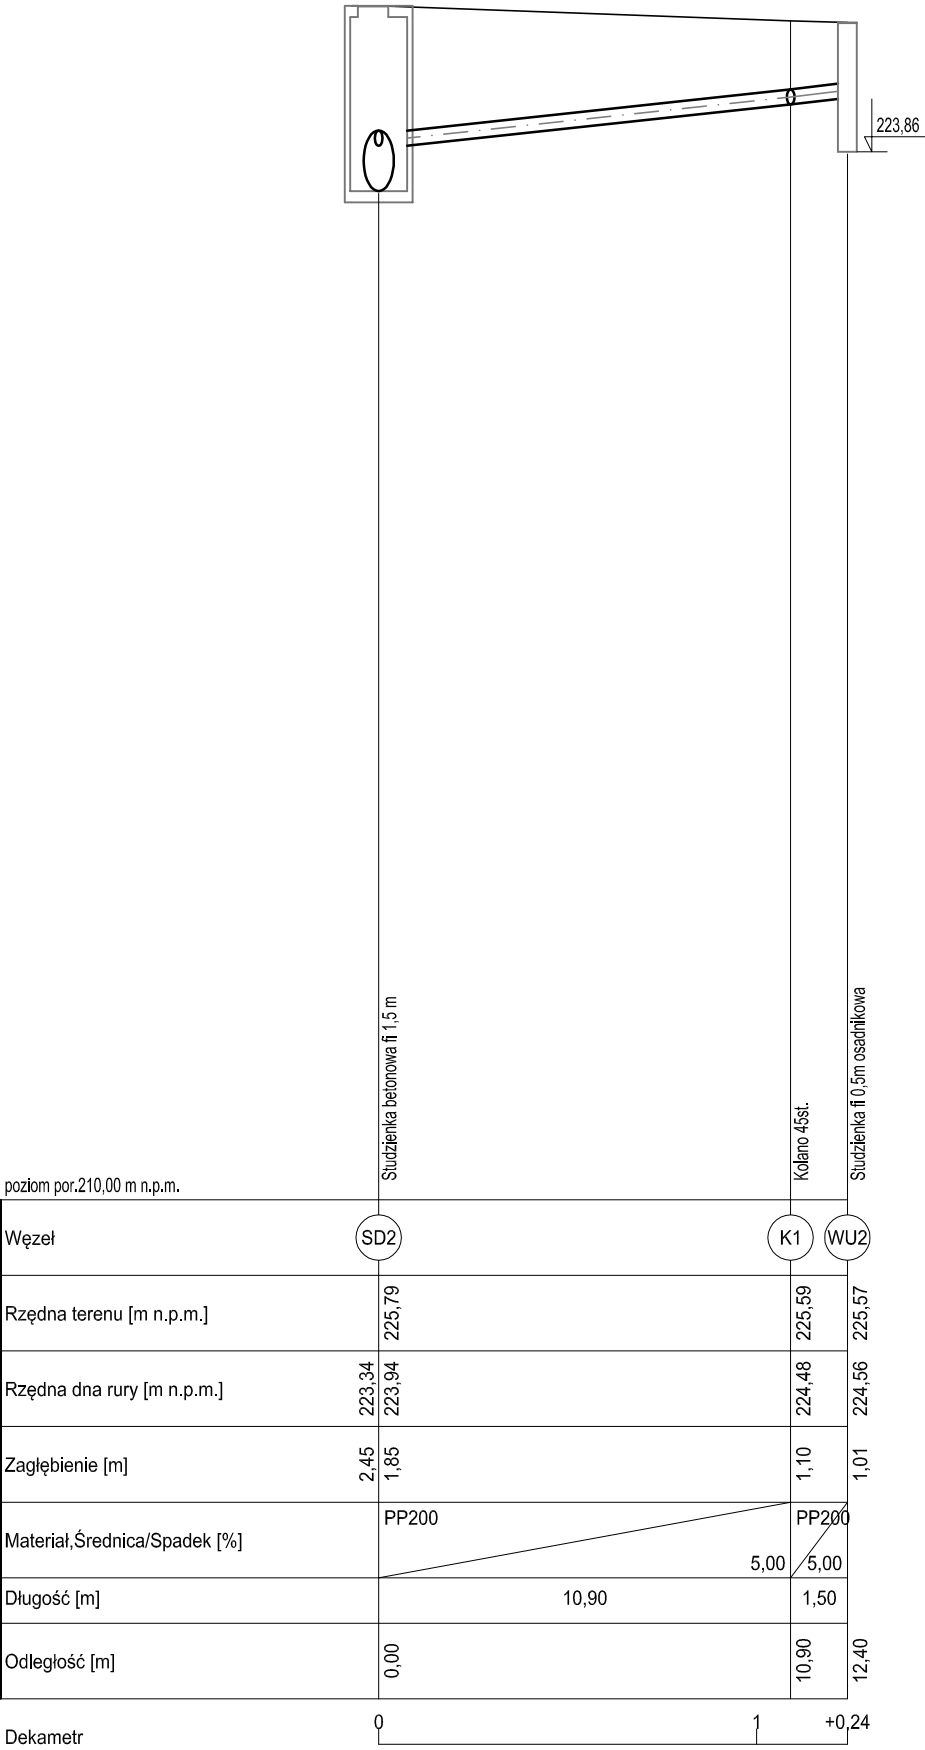 223,86
Studzienka betonowa fi 1,5 m
Kolano 45st.
Studzienka fi 0,5m osadnikowa
poziom por.210,00 m n.p.m.
Węzeł SD2 K1 WU2
Rzędna terenu [m n.p.m.] 225,79 225,59 225,57
Rzędna dna rury [m n.p.m.] 223,34 223,94 224,48 224,56
Zagłębienie [m] 2,45 1,85 1,10 1,01
Materiał,Średnica/Spadek [%] PP200 5,00 PP200 5,00
Długość [m] 10,90 1,50
Odległość [m] 0,00 10,90 12,40
Dekametr 0 1 +0,24